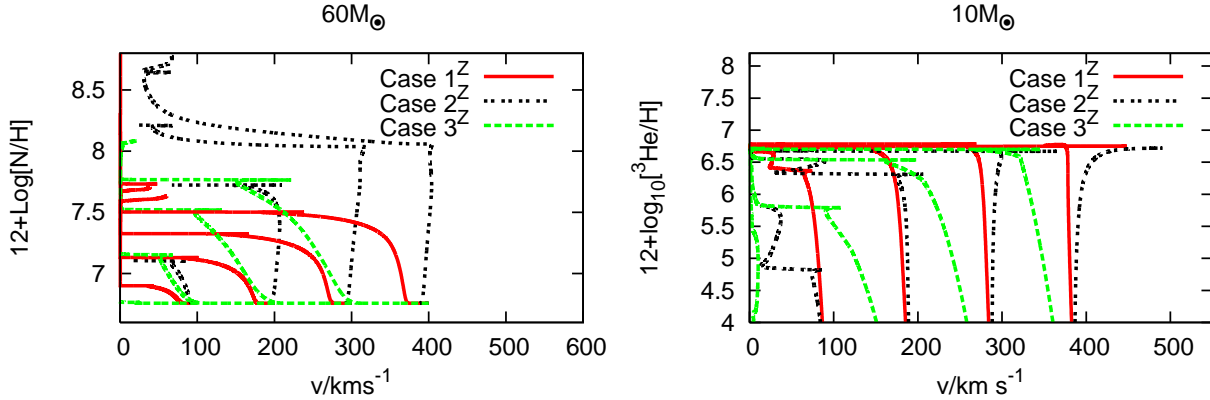 60M⊙
12+Log[N/H]
8.5
8
7.5
7
Case 1^Z
Case 2^Z
Case 3^Z
0 100 200 300 400 500 600
v/kms^-1
10M⊙
12+log₁₀[³He/H]
8
7.5
7
6.5
6
5.5
5
4.5
4
Case 1^Z
Case 2^Z
Case 3^Z
0 100 200 300 400 500
v/km s^-1